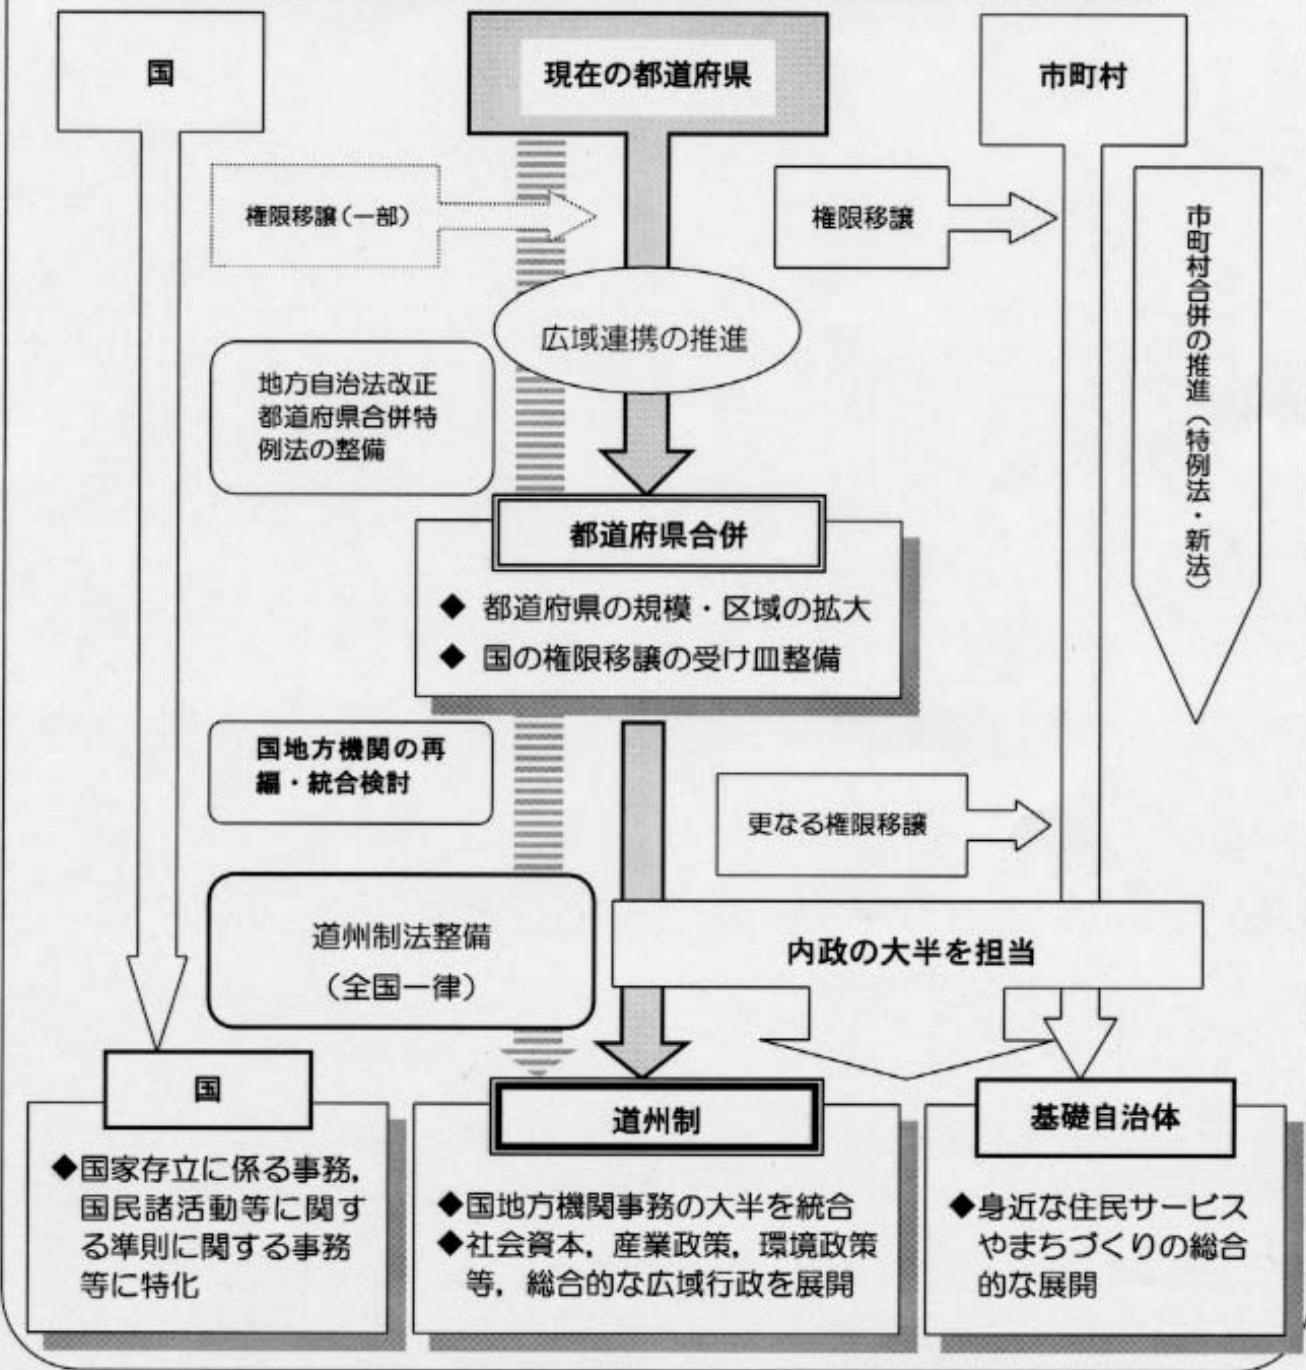 国
現在の都道府県
市町村
権限移譲（一部）
権限移譲
市町村合併の推進（特例法・新法）
広域連携の推進
地方自治法改正
都道府県合併特
例法の整備
都道府県合併
◆ 都道府県の規模・区域の拡大
◆ 国の権限移譲の受け皿整備
国地方機関の再
編・統合検討
更なる権限移譲
道州制法整備
（全国一律）
内政の大半を担当
国
◆国家存立に係る事務，
国民諸活動等に関す
る準則に関する事務
等に特化
道州制
◆国地方機関事務の大半を統合
◆社会資本，産業政策，環境政策
等，総合的な広域行政を展開
基礎自治体
◆身近な住民サービス
やまちづくりの総合
的な展開